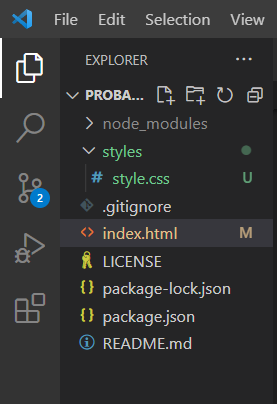 File Edit Selection View
EXPLORER ...
PROBA...
node_modules
styles
# style.css U
.gitignore
<> index.html M
LICENSE
{} package-lock.json
{} package.json
README.md
2